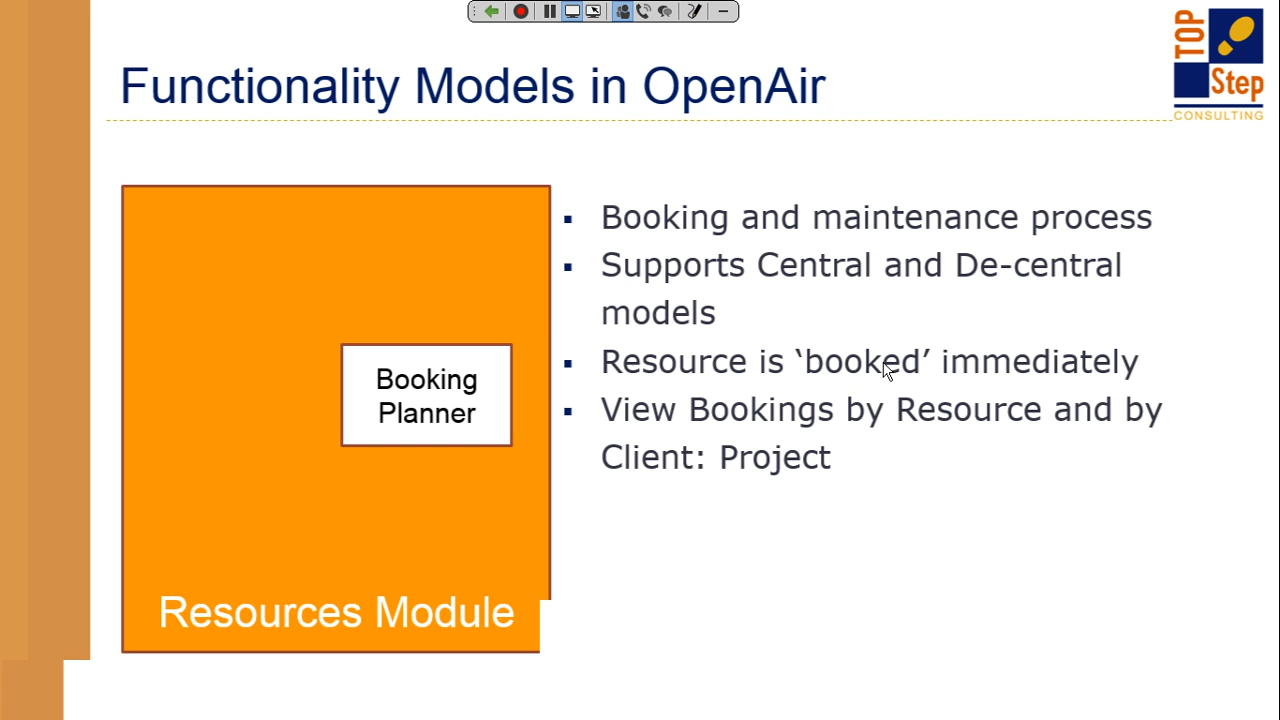 TOP
Step
CONSULTING
Functionality Models in OpenAir
Booking and maintenance process
Supports Central and De-central
models
Resource is ‘booked’ immediately
View Bookings by Resource and by
Client: Project
Booking
Planner
Resources Module